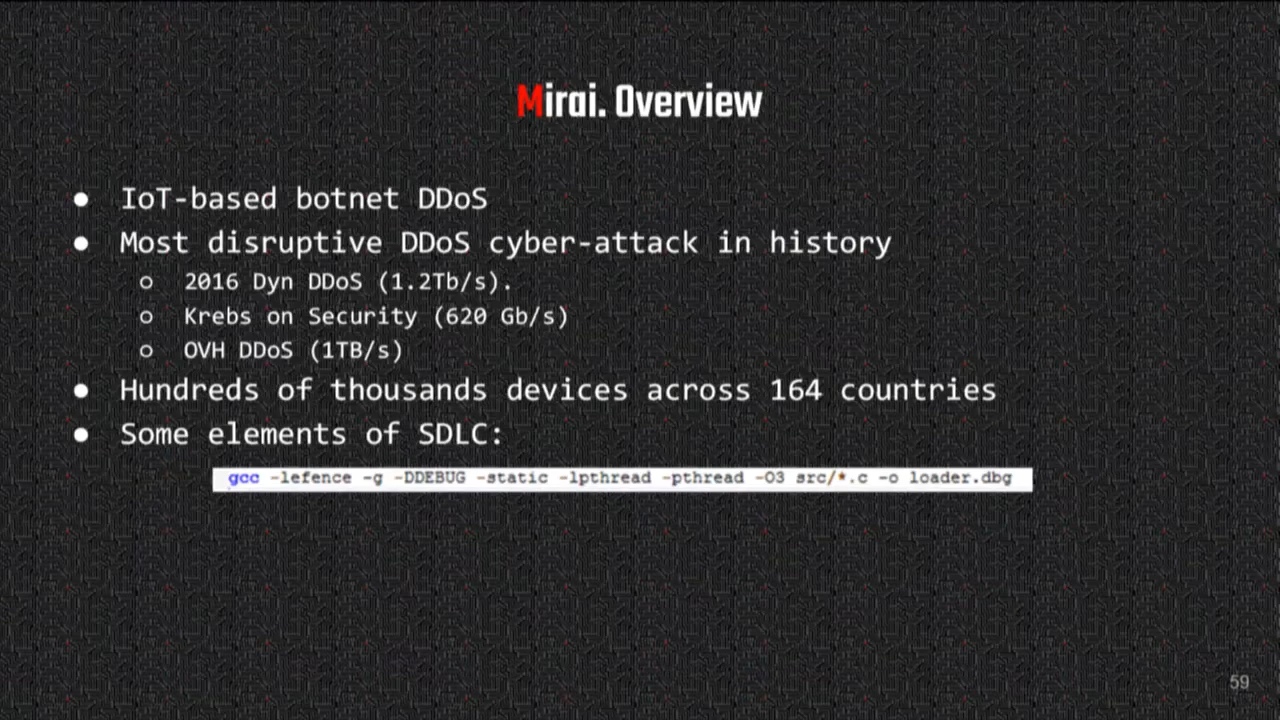 Mirai. Overview
● IoT-based botnet DDoS
● Most disruptive DDoS cyber-attack in history
○ 2016 Dyn DDoS (1.2Tb/s).
○ Krebs on Security (620 Gb/s)
○ OVH DDoS (1TB/s)
● Hundreds of thousands devices across 164 countries
● Some elements of SDLC:
gcc -lefence -g -DDEBUG -static -lpthread -pthread -O3 src/*.c -o loader.dbg
59